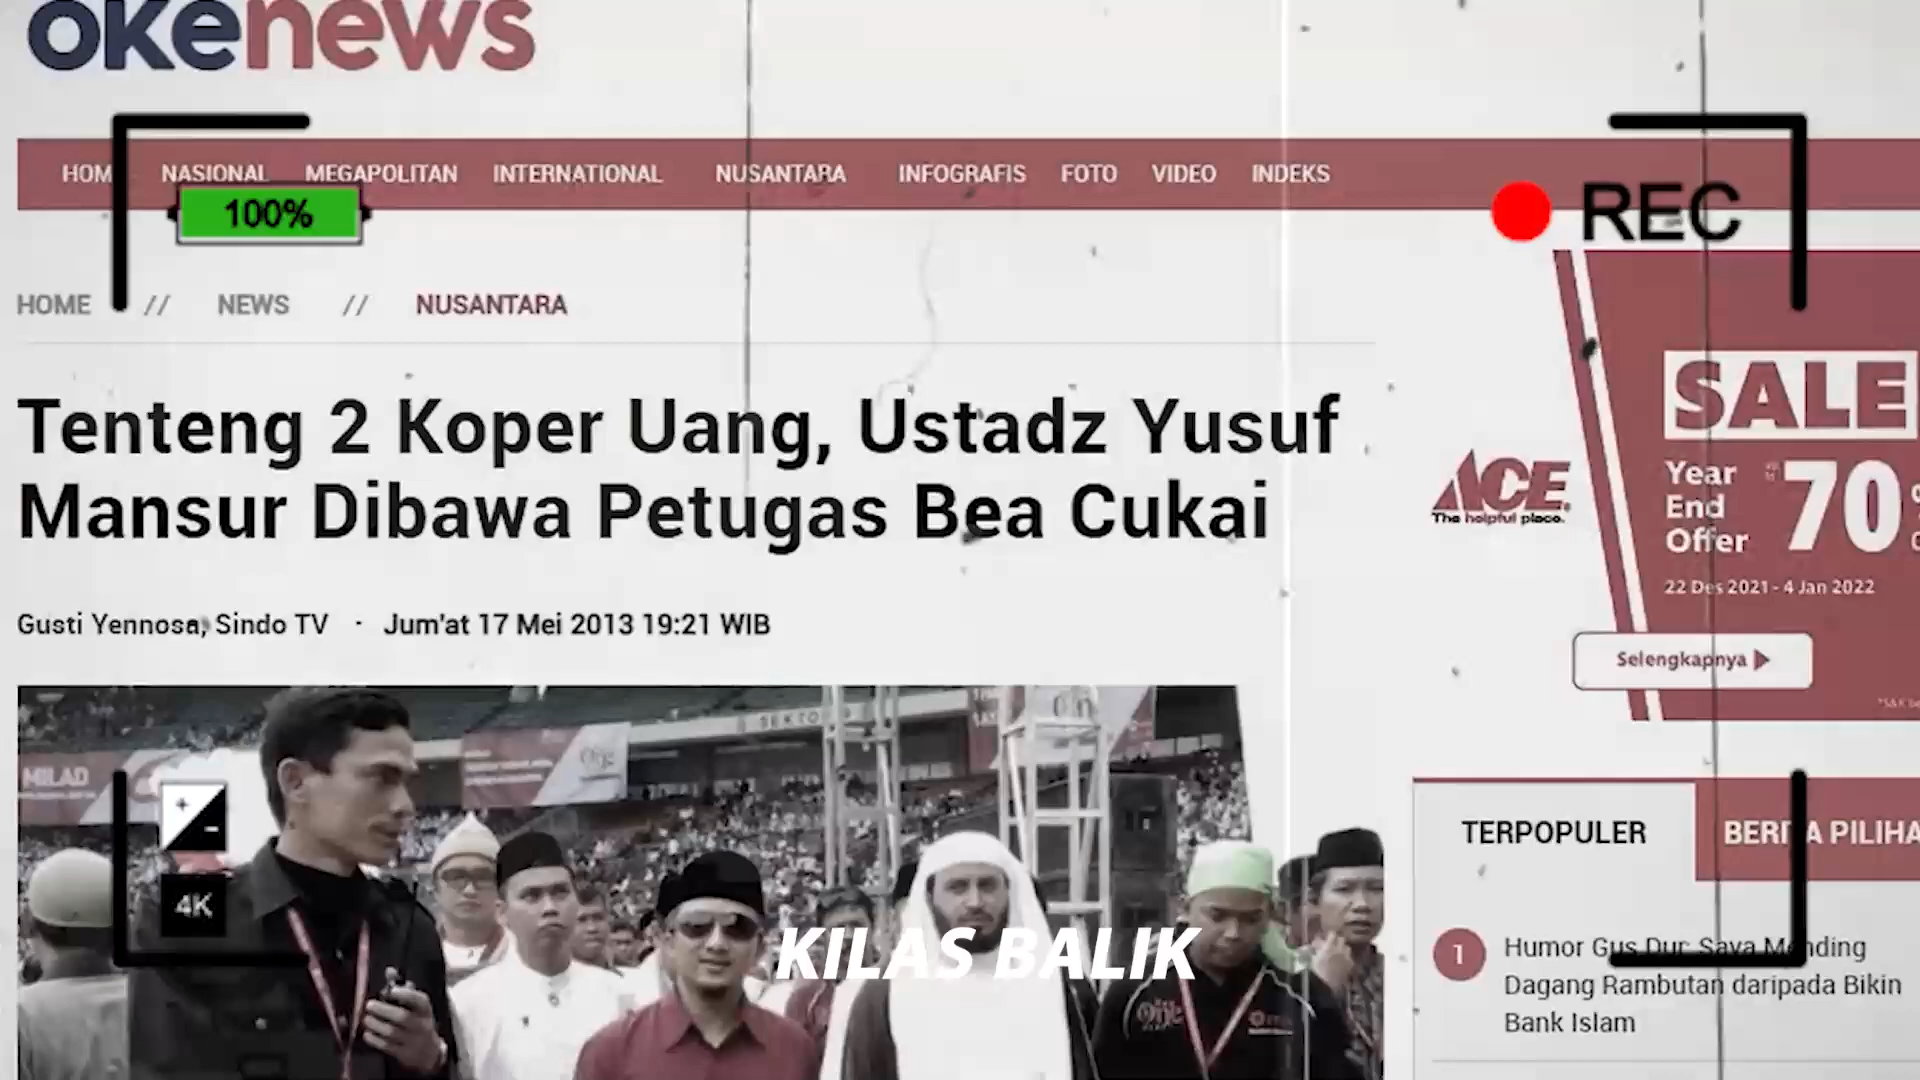 okenews
HOM NASIONAL MEGAPOLITAN INTERNATIONAL NUSANTARA INFOGRAFIS FOTO VIDEO INDEKS
100%
REC
HOME // NEWS // NUSANTARA
Tenteng 2 Koper Uang, Ustadz Yusuf
Mansur Dibawa Petugas Bea Cukai
Gusti Yennosa, Sindo TV · Jum'at 17 Mei 2013 19:21 WIB
SALE
ACE
The helpful place.
Year
End
Offer
70
22 Des 2021 - 4 Jan 2022
Selengkapnya
MILAD
SEKTO
4K
KILAS BALIK
TERPOPULER
BERITA PILIHA
1
Humor Gus Dur: Saya Mending
Dagang Rambutan daripada Bikin
Bank Islam